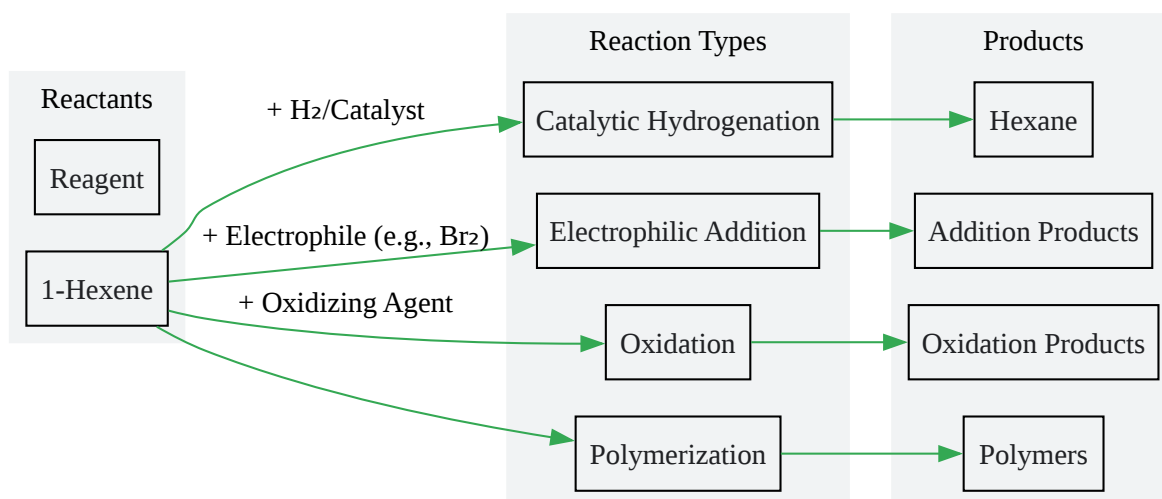 Reactants
Reagent
1-Hexene
+ H₂/Catalyst
+ Electrophile (e.g., Br₂)
+ Oxidizing Agent
Reaction Types
Catalytic Hydrogenation
Electrophilic Addition
Oxidation
Polymerization
Products
Hexane
Addition Products
Oxidation Products
Polymers